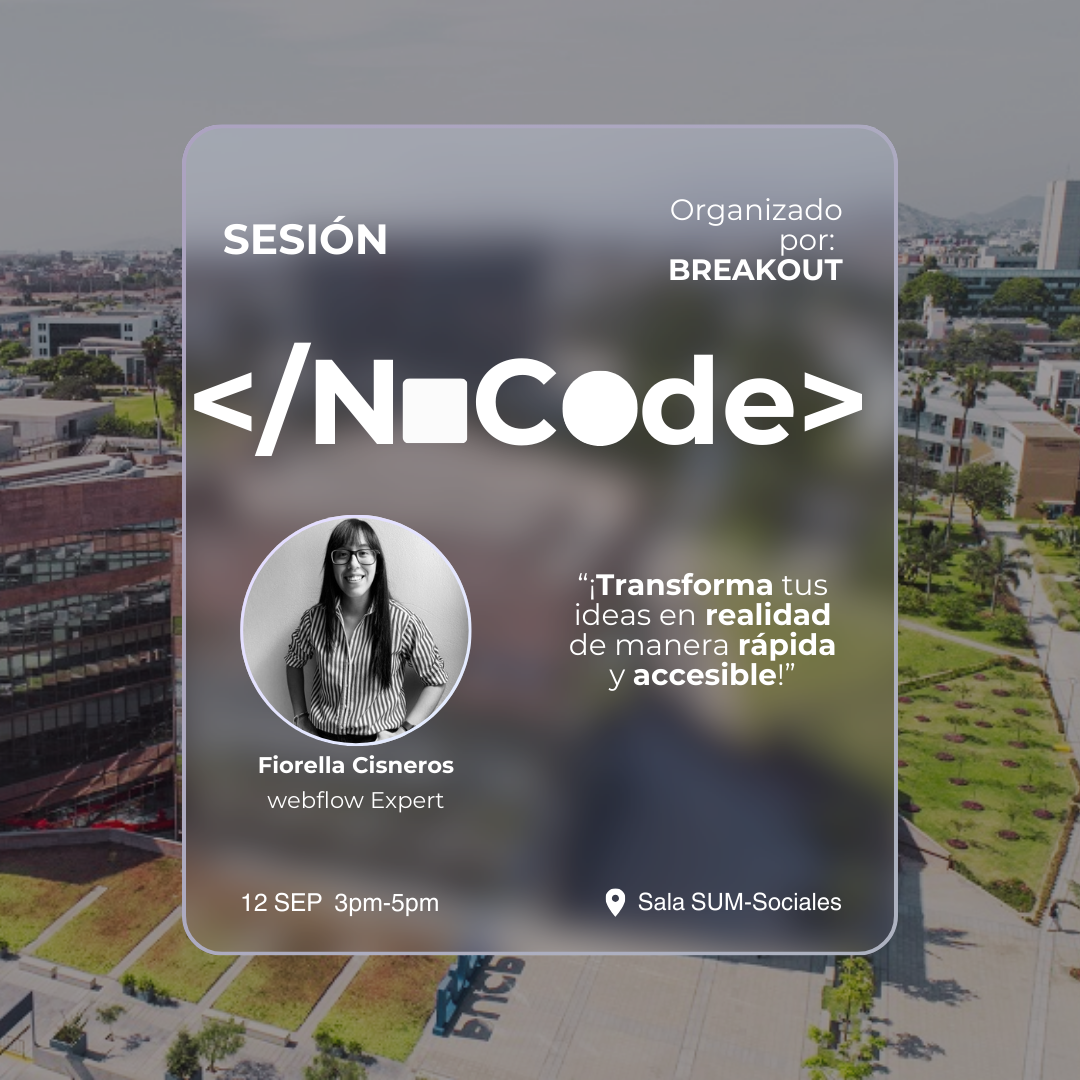 SESIÓN
Organizado
por:
BREAKOUT
</N■C●de>
“¡Transforma tus
ideas en realidad
de manera rápida
y accesible!”
Fiorella Cisneros
webflow Expert
12 SEP 3pm-5pm
Sala SUM-Sociales